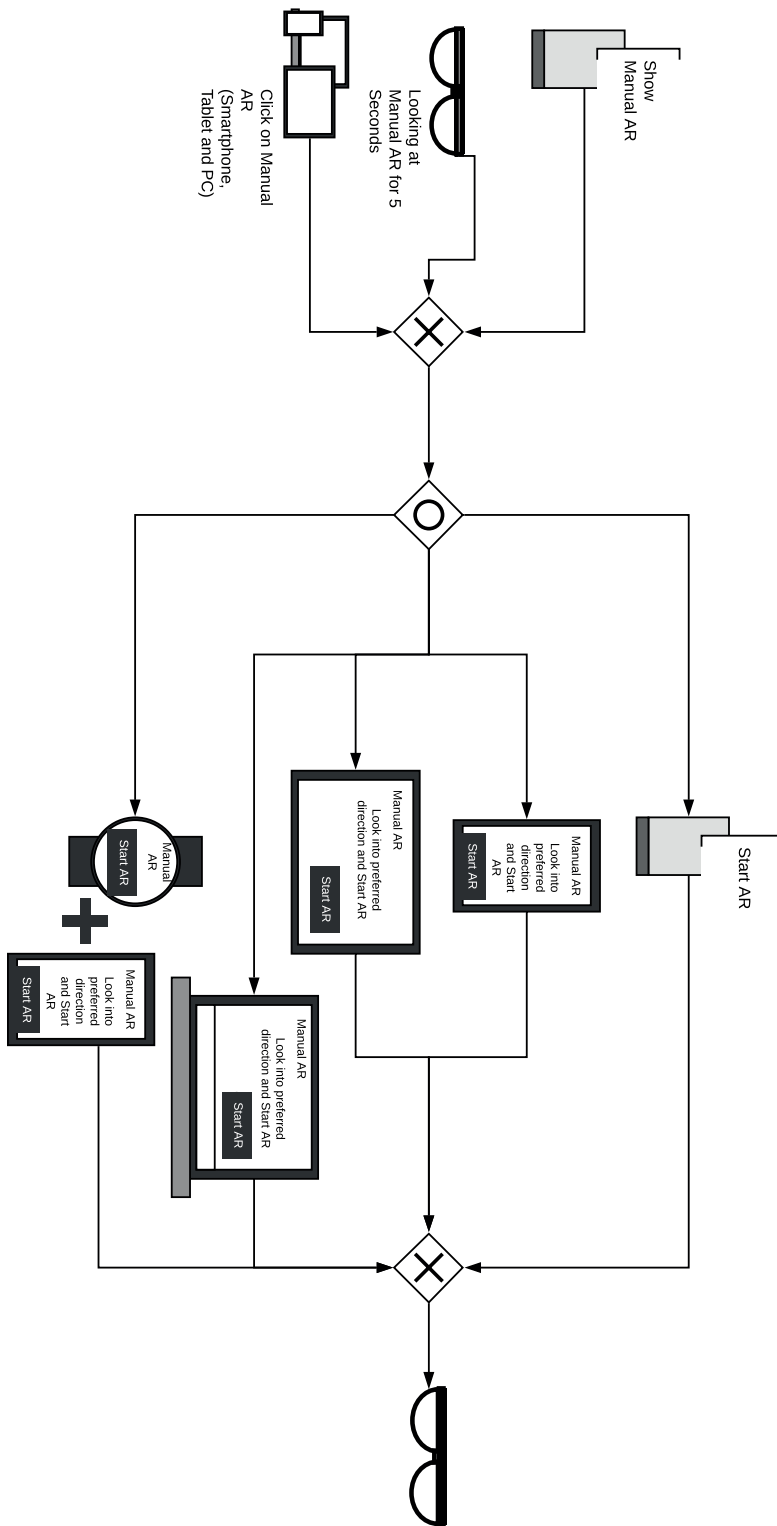 Show
Manual AR
Looking at
Manual AR for 5
Seconds
Click on Manual
AR
(Smartphone,
Tablet and PC)
Start AR
Manual AR
Look into
preferred
direction
and Start
AR
Start AR
Manual AR
Look into preferred
direction and Start AR
Start AR
Manual AR
Look into preferred
direction and Start AR
Start AR
Manual
AR
Start AR
Manual AR
Look into
preferred
direction
and Start
AR
Start AR